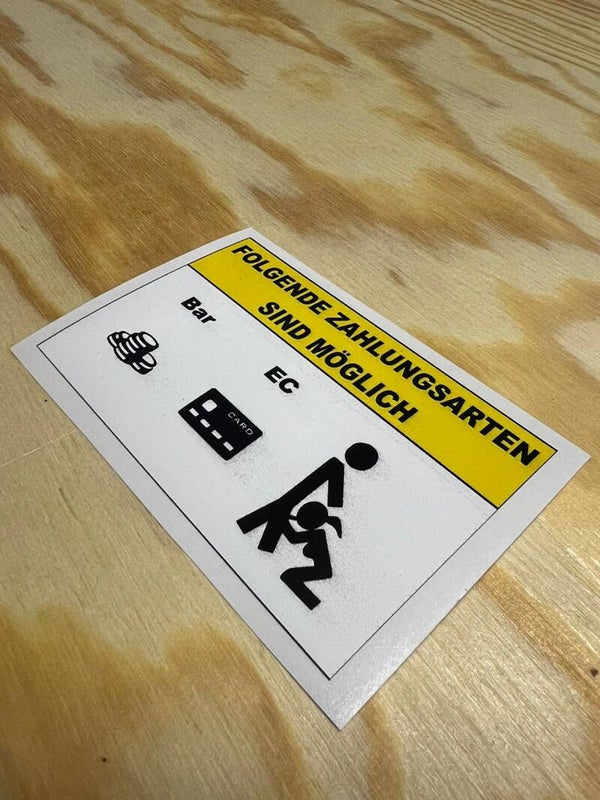 FOLGENDE ZAHLUNGSARTEN
SIND MÖGLICH
Bar
EC
CARD